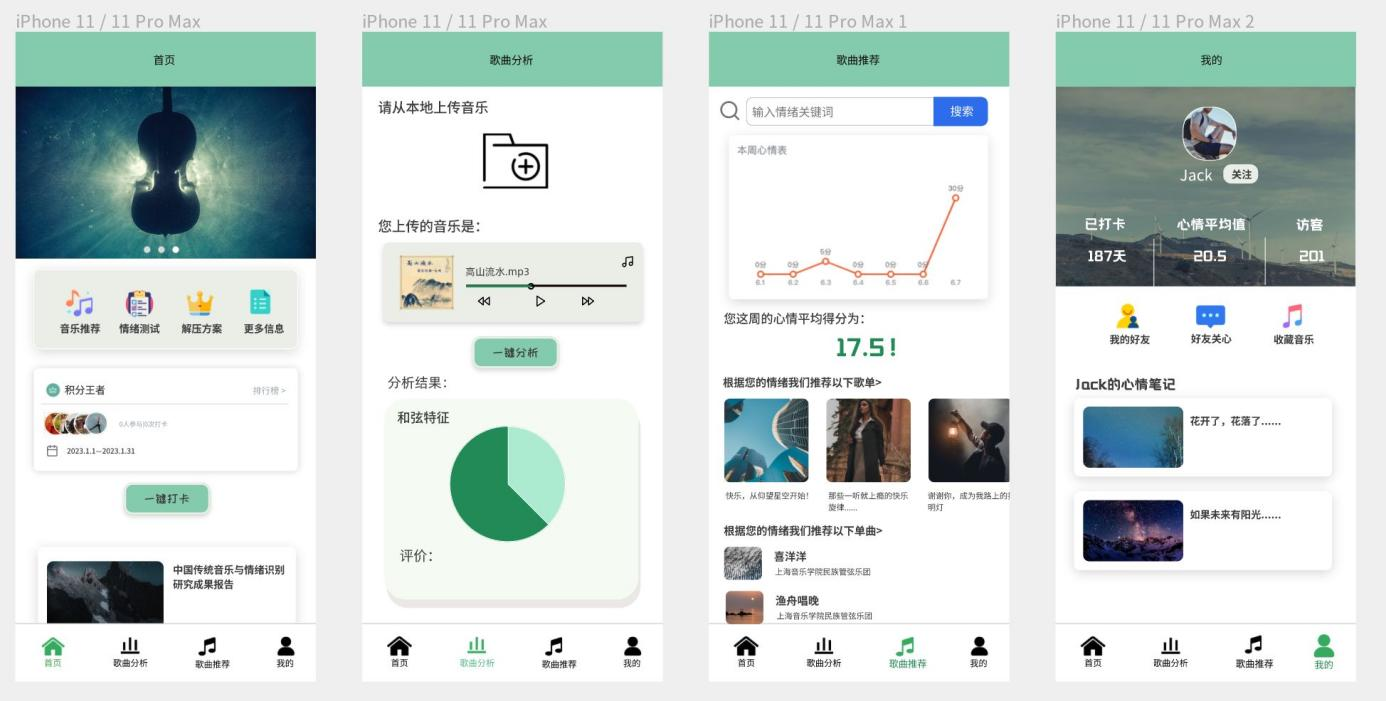 iPhone 11 / 11 Pro Max
首页
音乐推荐
情绪测试
解压方案
更多信息
积分王者
排行榜 >
0人参与|0次打卡
2023.1.1—2023.1.31
一键打卡
中国传统音乐与情绪识别
研究成果报告
首页
歌曲分析
歌曲推荐
我的
iPhone 11 / 11 Pro Max
歌曲分析
请从本地上传音乐
您上传的音乐是：
高山流水
高山流水.mp3
一键分析
分析结果：
和弦特征
评价：
首页
歌曲分析
歌曲推荐
我的
iPhone 11 / 11 Pro Max 1
歌曲推荐
输入情绪关键词
搜索
本周心情表
30分
0分
0分
5分
0分
0分
0分
6.1
6.2
6.3
6.4
6.5
6.6
6.7
您这周的心情平均得分为：
17.5！
根据您的情绪我们推荐以下歌单>
快乐，从仰望星空开始！
那些一听就上瘾的快乐
旋律……
谢谢你，成为我路上的
明灯
根据您的情绪我们推荐以下单曲>
喜洋洋
上海音乐学院民族管弦乐团
渔舟唱晚
上海音乐学院民族管弦乐团
首页
歌曲分析
歌曲推荐
我的
iPhone 11 / 11 Pro Max 2
我的
Jack
关注
已打卡
心情平均值
访客
187天
20.5
201
我的好友
好友关心
收藏音乐
Jack的心情笔记
花开了，花落了……
如果未来有阳光……
首页
歌曲分析
歌曲推荐
我的